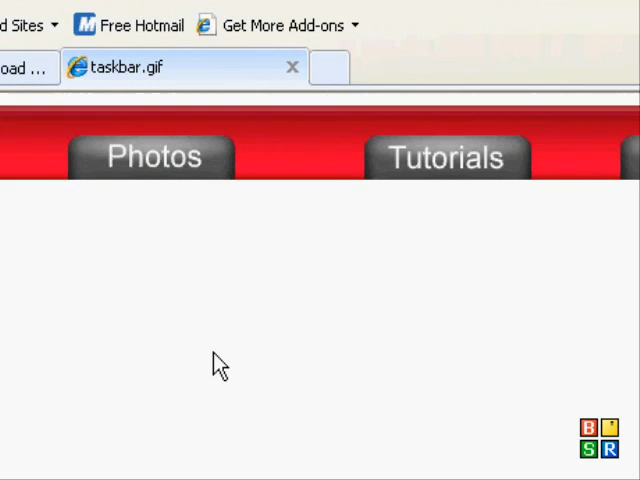 d Sites Free Hotmail Get More Add-ons
oad ... taskbar.gif
Photos Tutorials
B S R